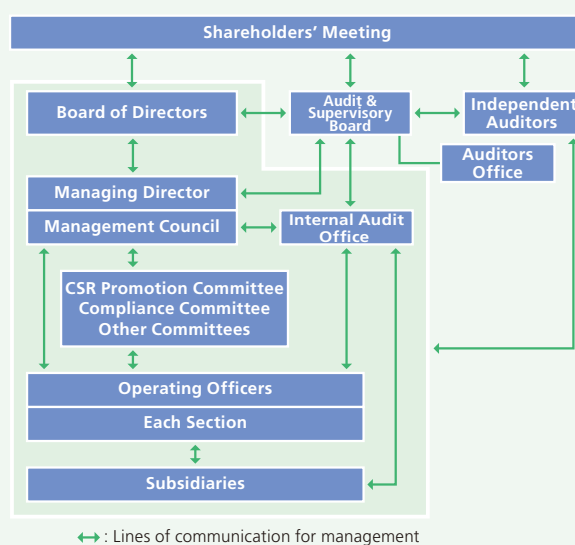 Shareholders’ Meeting
Board of Directors
Audit &
Supervisory
Board
Independent
Auditors
Auditors
Office
Managing Director
Management Council
Internal Audit
Office
CSR Promotion Committee
Compliance Committee
Other Committees
Operating Officers
Each Section
Subsidiaries
: Lines of communication for management